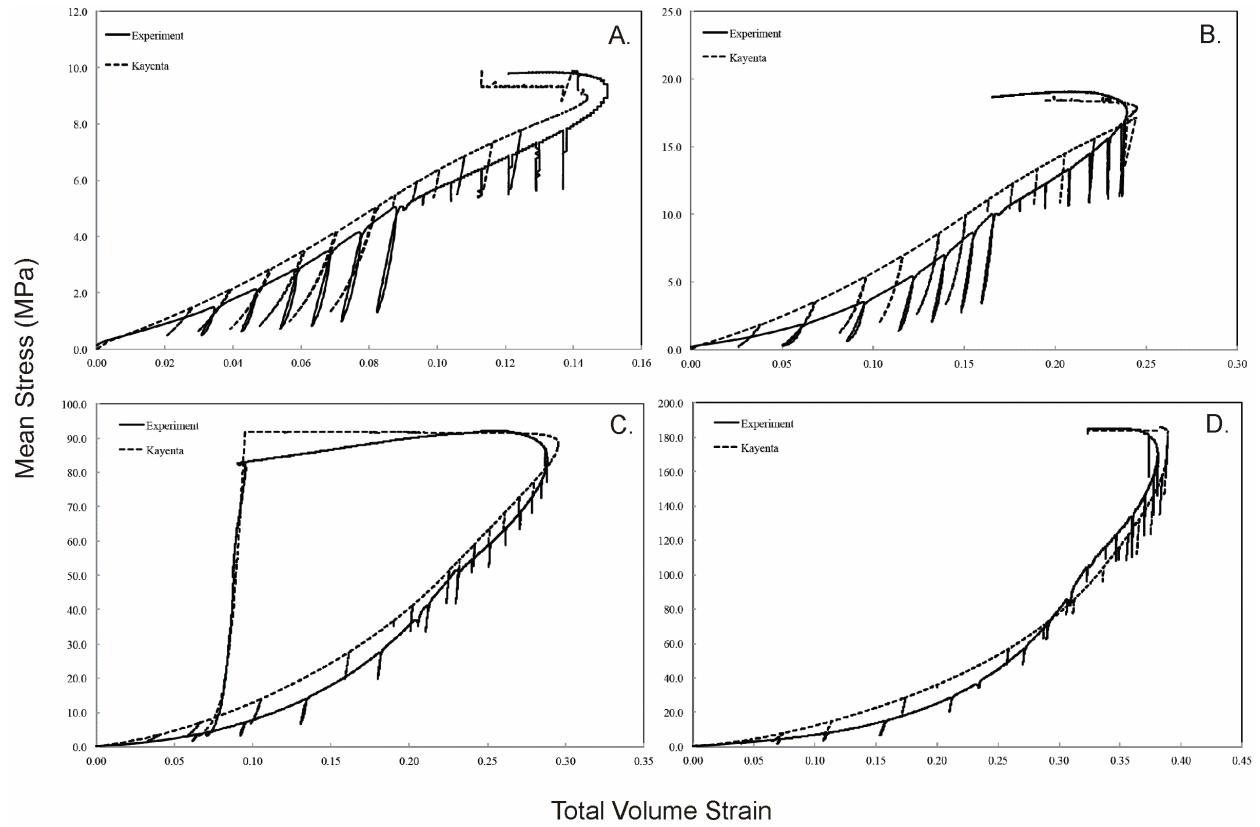 12.0
Experiment
A.
Kayenta
10.0
8.0
6.0
4.0
2.0
0.0
0.00 0.02 0.04 0.06 0.08 0.10 0.12 0.14 0.16
25.0
Experiment
B.
Kayenta
20.0
15.0
10.0
5.0
0.0
0.00 0.05 0.10 0.15 0.20 0.25 0.30
Mean Stress (MPa)
100.0
Experiment
C.
90.0
Kayenta
80.0
70.0
60.0
50.0
40.0
30.0
20.0
10.0
0.0
0.00 0.05 0.10 0.15 0.20 0.25 0.30 0.35
200.0
Experiment
D.
180.0
Kayenta
160.0
140.0
120.0
100.0
80.0
60.0
40.0
20.0
0.0
0.00 0.05 0.10 0.15 0.20 0.25 0.30 0.35 0.40 0.45
Total Volume Strain